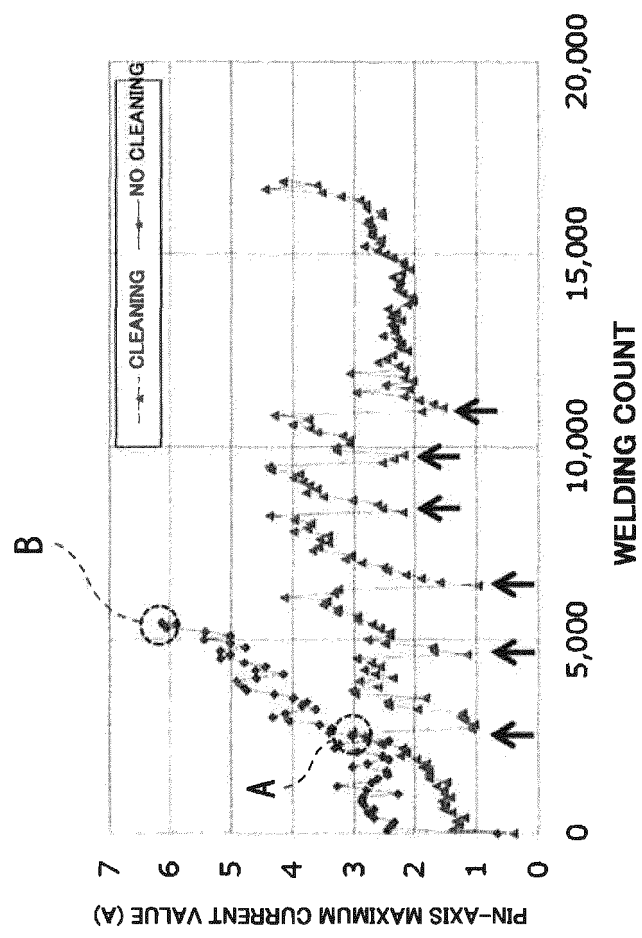 B
A
--▲-- CLEANING —◆— NO CLEANING
PIN-AXIS MAXIMUM CURRENT VALUE (A)
7
6
5
4
3
2
1
0
0 5,000 10,000 15,000 20,000
WELDING COUNT